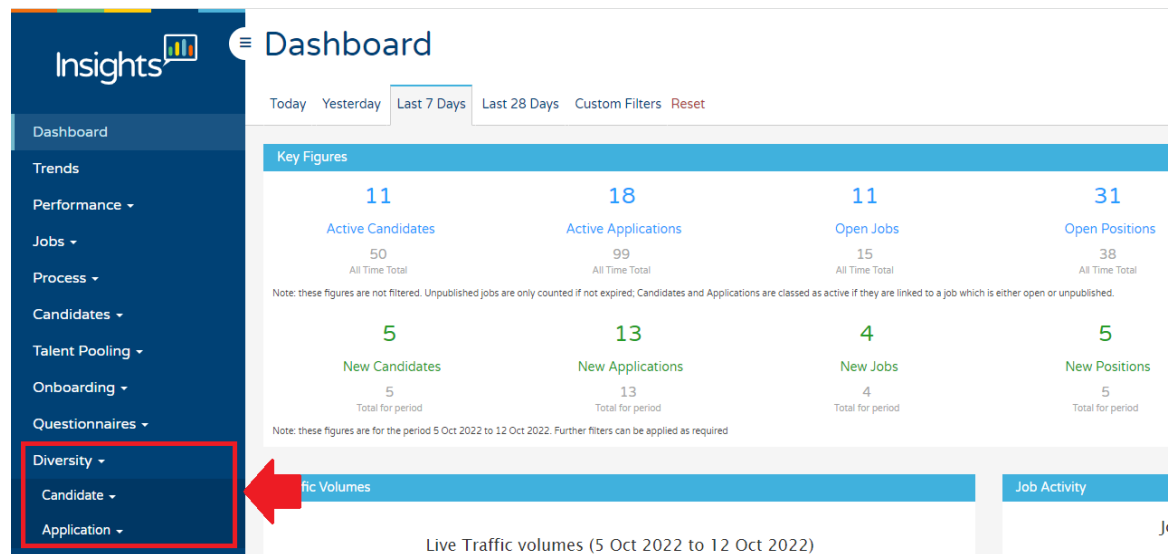 Insights
Dashboard
Trends
Performance
Jobs
Process
Candidates
Talent Pooling
Onboarding
Questionnaires
Diversity
Candidate
Application
Dashboard
Today Yesterday Last 7 Days Last 28 Days Custom Filters Reset
Key Figures
11 18 11 31
Active Candidates Active Applications Open Jobs Open Positions
50 99 15 38
All Time Total All Time Total All Time Total All Time Total
Note: these figures are not filtered. Unpublished jobs are only counted if not expired; Candidates and Applications are classed as active if they are linked to a job which is either open or unpublished.
5 13 4 5
New Candidates New Applications New Jobs New Positions
5 13 4 5
Total for period Total for period Total for period Total for period
Note: these figures are for the period 5 Oct 2022 to 12 Oct 2022. Further filters can be applied as required
Volumes Job Activity
Live Traffic volumes (5 Oct 2022 to 12 Oct 2022)